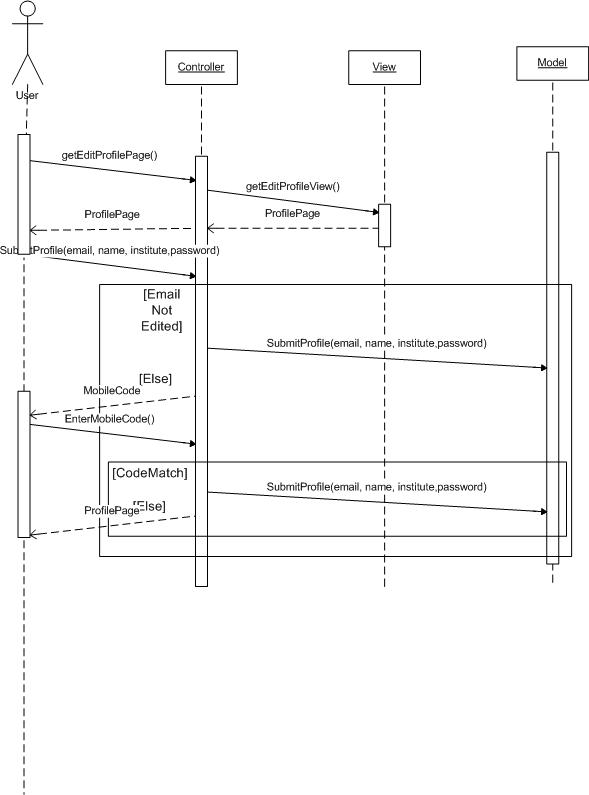 Controller
View
Model
User
getEditProfilePage()
getEditProfileView()
ProfilePage
ProfilePage
SubmitProfile(email, name, institute,password)
[Email
Not
Edited]
SubmitProfile(email, name, institute,password)
[Else]
MobileCode
EnterMobileCode()
[CodeMatch]
SubmitProfile(email, name, institute,password)
[Else]
ProfilePage